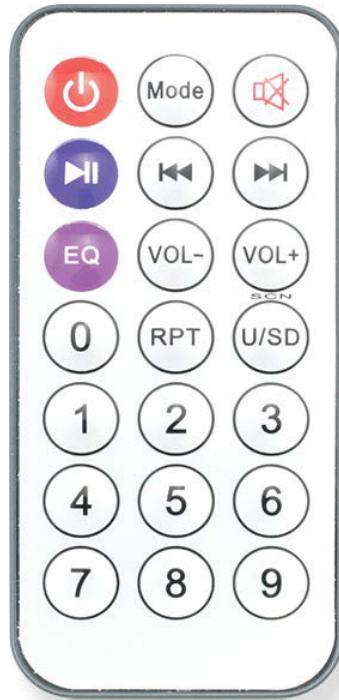 Mode
EQ VOL- VOL+
SCN
0 RPT U/SD
1 2 3
4 5 6
7 8 9